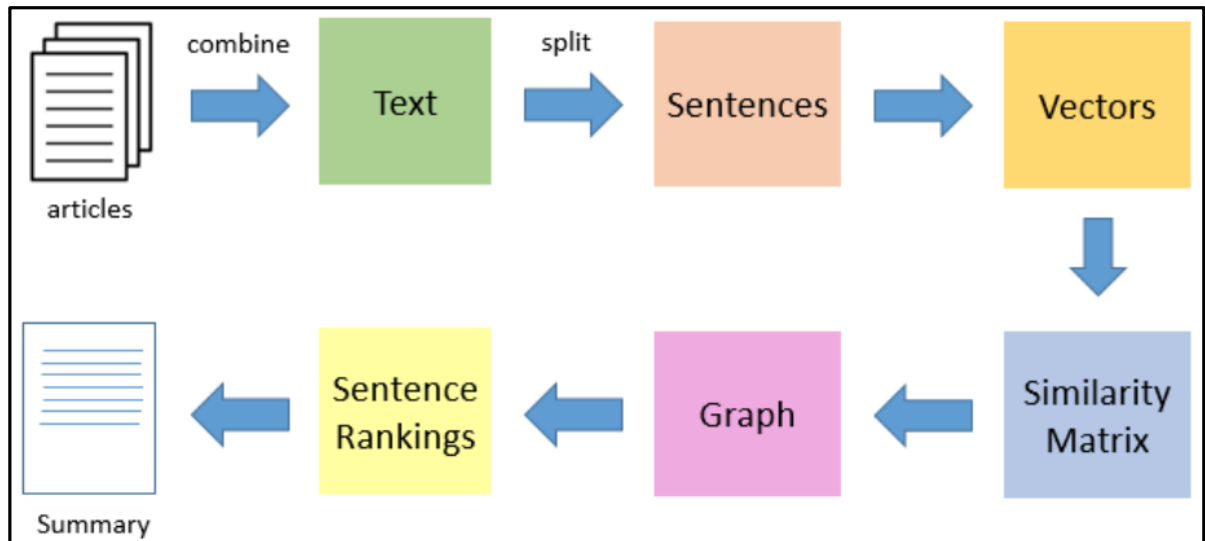 combine
split
Text
Sentences
Vectors
articles
Similarity
Matrix
Graph
Sentence
Rankings
Summary